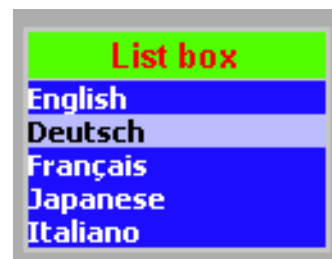 List box
English
Deutsch
Français
Japanese
Italiano